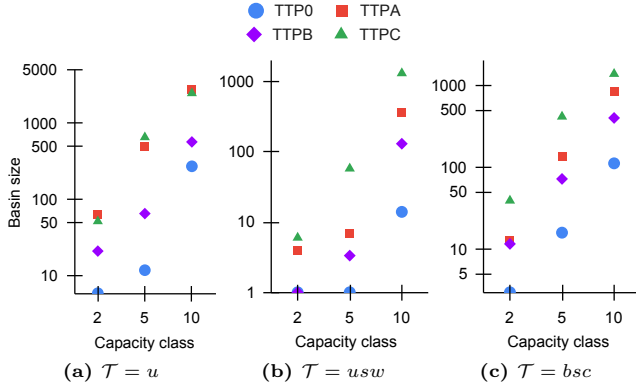 TTP0 TTPA
TTPB TTPC
Basin size
5000
1000
500
100
50
10
2 5 10
Capacity class
(a) 𝒯 = u
1000
100
10
1
2 5 10
Capacity class
(b) 𝒯 = usw
1000
500
100
50
10
5
2 5 10
Capacity class
(c) 𝒯 = bsc